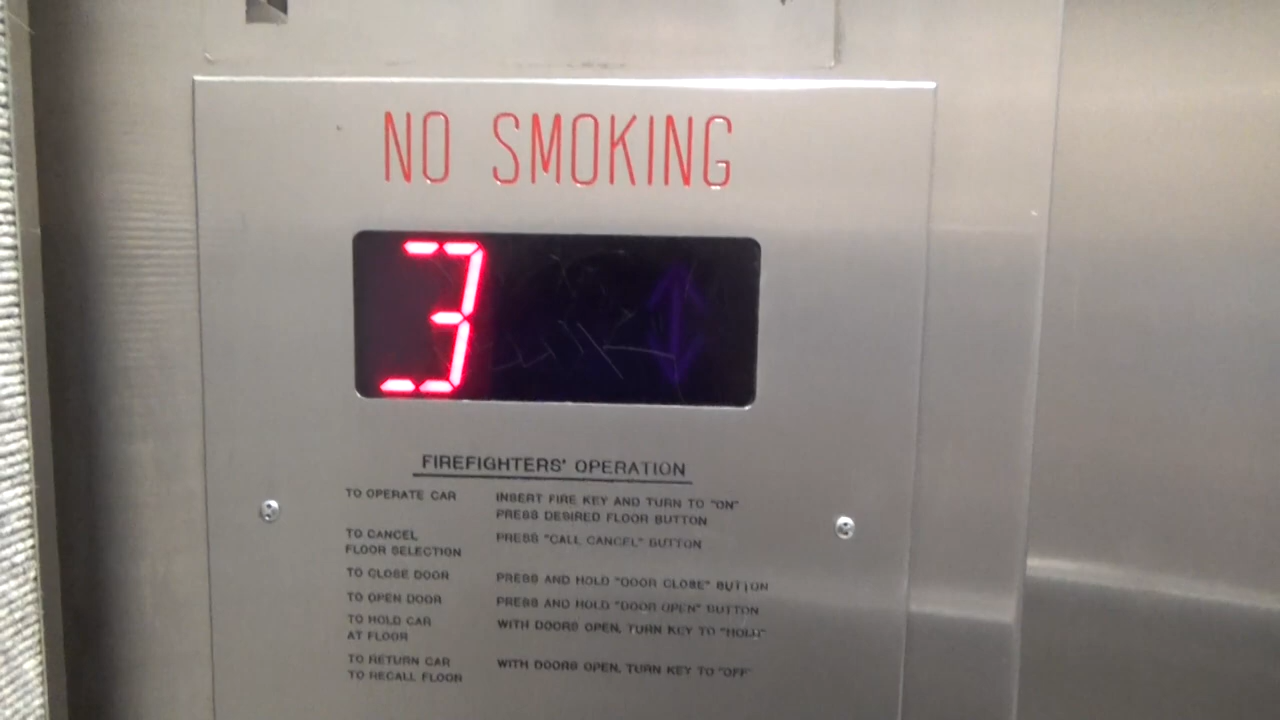 NO SMOKING
3
FIREFIGHTERS' OPERATION
TO OPERATE CAR INSERT FIRE KEY AND TURN TO "ON"
PRESS DESIRED FLOOR BUTTON
TO CANCEL
FLOOR SELECTION PRESS "CALL CANCEL" BUTTON
TO CLOSE DOOR PRESS AND HOLD "DOOR CLOSE" BUTTON
TO OPEN DOOR PRESS AND HOLD "DOOR OPEN" BUTTON
TO HOLD CAR
AT FLOOR WITH DOORS OPEN, TURN KEY TO "HOLD"
TO RETURN CAR
TO RECALL FLOOR WITH DOORS OPEN, TURN KEY TO "OFF"